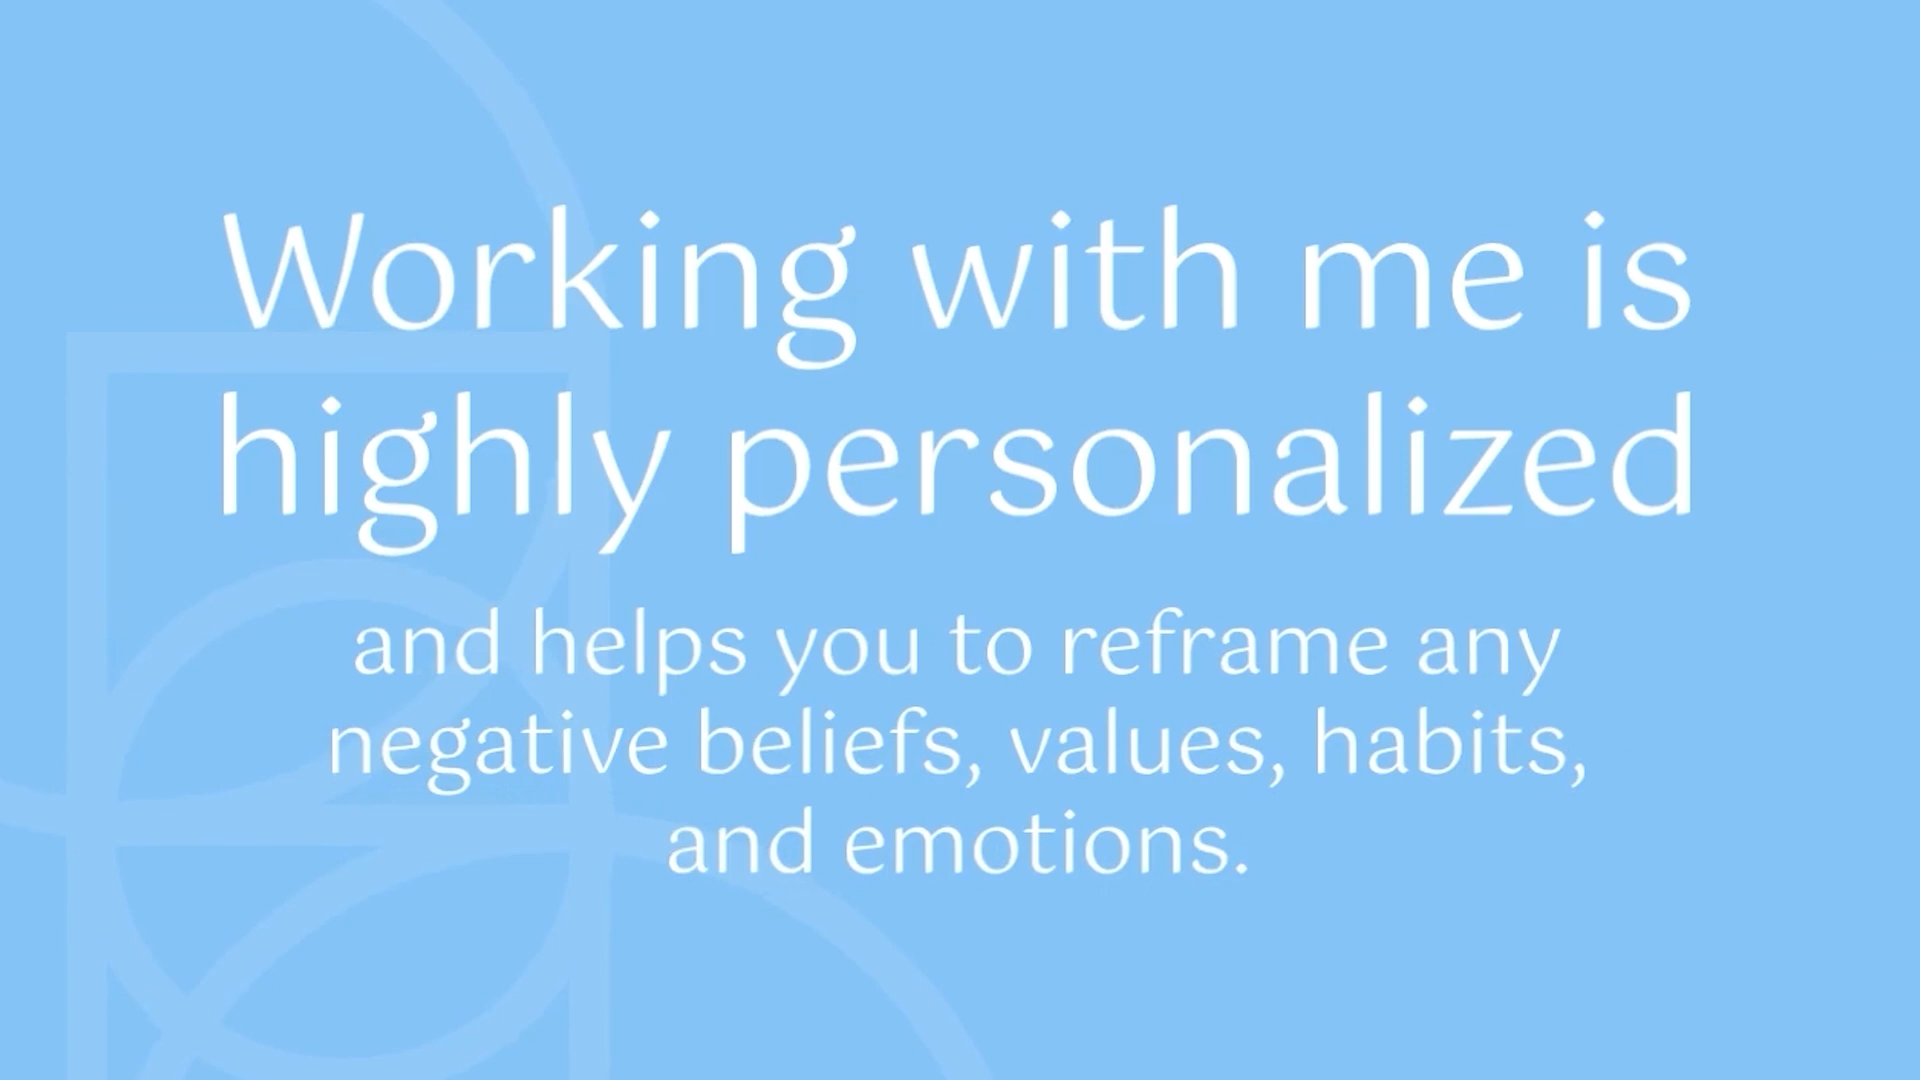 Working with me is
highly personalized
and helps you to reframe any
negative beliefs, values, habits,
and emotions.